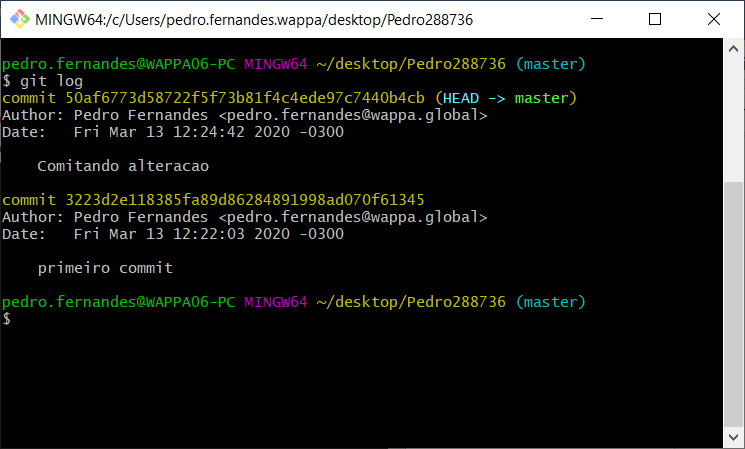 MINGW64:/c/Users/pedro.fernandes.wappa/desktop/Pedro288736
pedro.fernandes@WAPPA06-PC MINGW64 ~/desktop/Pedro288736 (master)
$ git log
commit 50af6773d58722f5f73b81f4c4ede97c7440b4cb (HEAD -> master)
Author: Pedro Fernandes <pedro.fernandes@wappa.global>
Date:   Fri Mar 13 12:24:42 2020 -0300
    Comitando alteracao
commit 3223d2e118385fa89d86284891998ad070f61345
Author: Pedro Fernandes <pedro.fernandes@wappa.global>
Date:   Fri Mar 13 12:22:03 2020 -0300
    primeiro commit
pedro.fernandes@WAPPA06-PC MINGW64 ~/desktop/Pedro288736 (master)
$